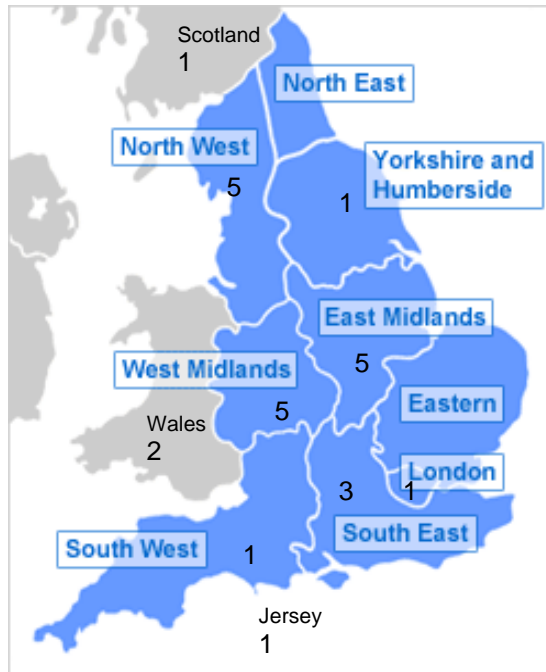 Scotland
1
North East
North West
5
Yorkshire and
Humberside
1
East Midlands
5
West Midlands
5
Wales
2
Eastern
London
1
3
South East
South West
1
Jersey
1